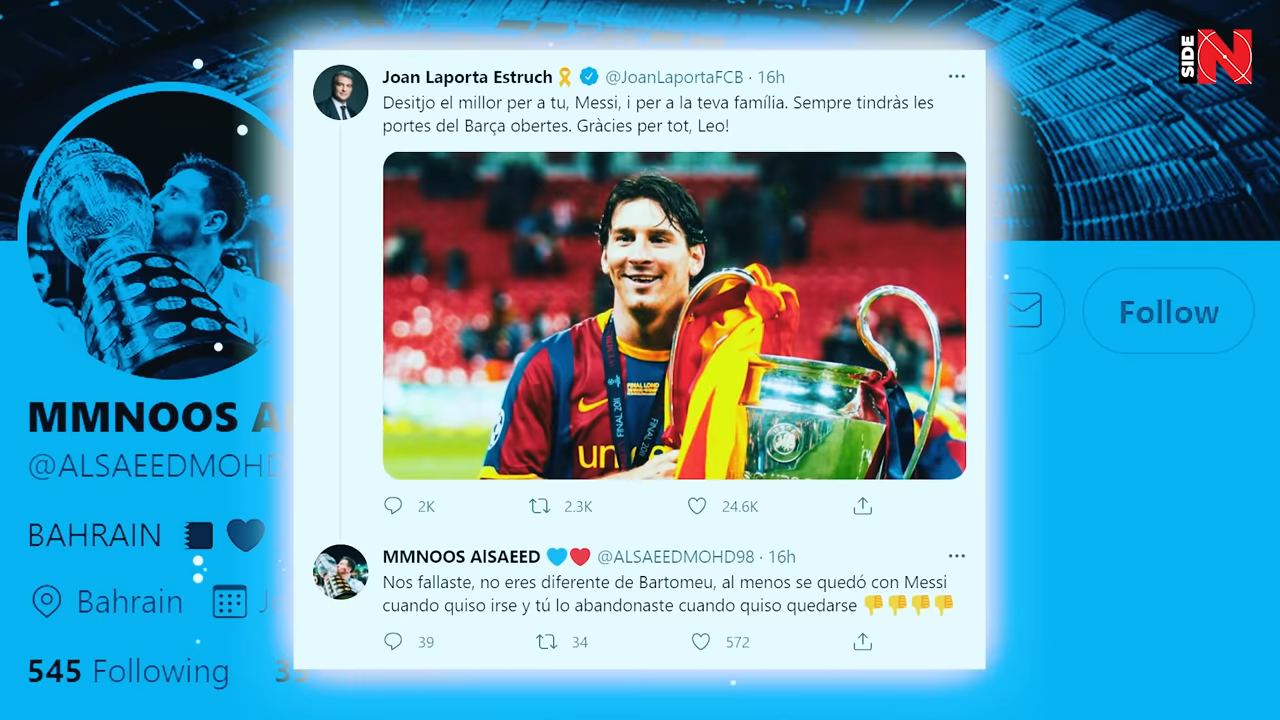 SIDE N
Joan Laporta Estruch 🎗 @JoanLaportaFCB · 16h
Desitjo el millor per a tu, Messi, i per a la teva família. Sempre tindràs les
portes del Barça obertes. Gràcies per tot, Leo!
FINAL 2011
FINAL
2K 2.3K 24.6K
MMNOOS AlSAEED 💙❤️ @ALSAEEDMOHD98 · 16h
Nos fallaste, no eres diferente de Bartomeu, al menos se quedó con Messi
cuando quiso irse y tú lo abandonaste cuando quiso quedarse 👎👎👎👎
39 34 572
MMNOOS
@ALSAEEDMOHD
BAHRAIN
Bahrain
545 Following
Follow